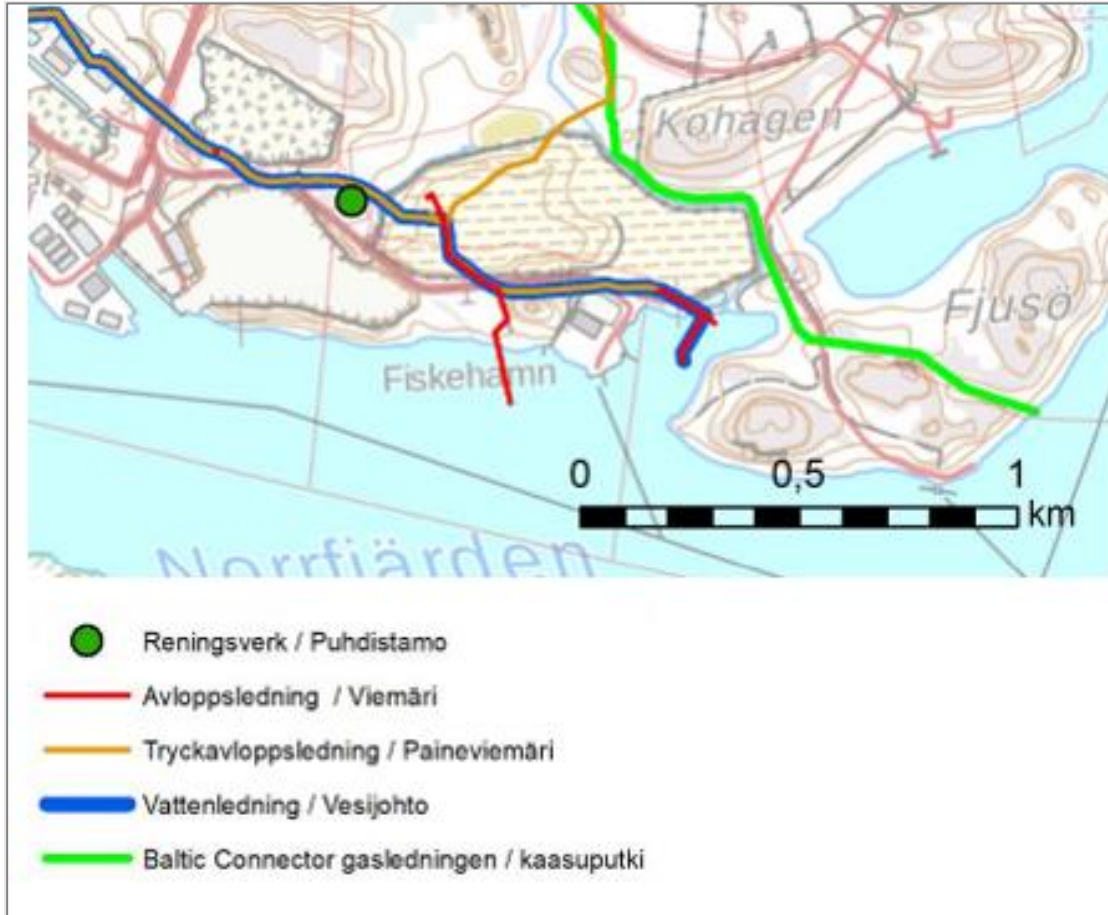 Kohagen
Fjusö
Fiskehamn
0 0,5 1
km
Norrfjärden
Reningsverk / Puhdistamo
Avloppsledning / Viemäri
Tryckavloppsledning / Paineviemäri
Vattenledning / Vesijohto
Baltic Connector gasledningen / kaasuputki